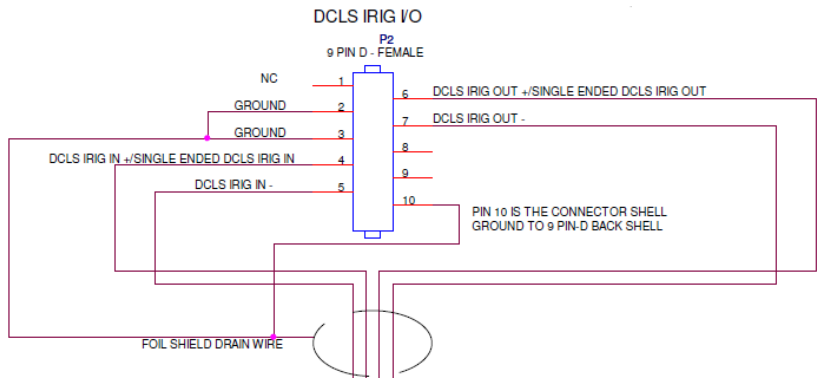 DCLS IRIG I/O
P2
9 PIN D - FEMALE
NC
1
GROUND
2
GROUND
3
DCLS IRIG IN +/SINGLE ENDED DCLS IRIG IN
4
DCLS IRIG IN -
5
6
DCLS IRIG OUT +/SINGLE ENDED DCLS IRIG OUT
7
DCLS IRIG OUT -
8
9
10
PIN 10 IS THE CONNECTOR SHELL
GROUND TO 9 PIN-D BACK SHELL
FOIL SHIELD DRAIN WIRE